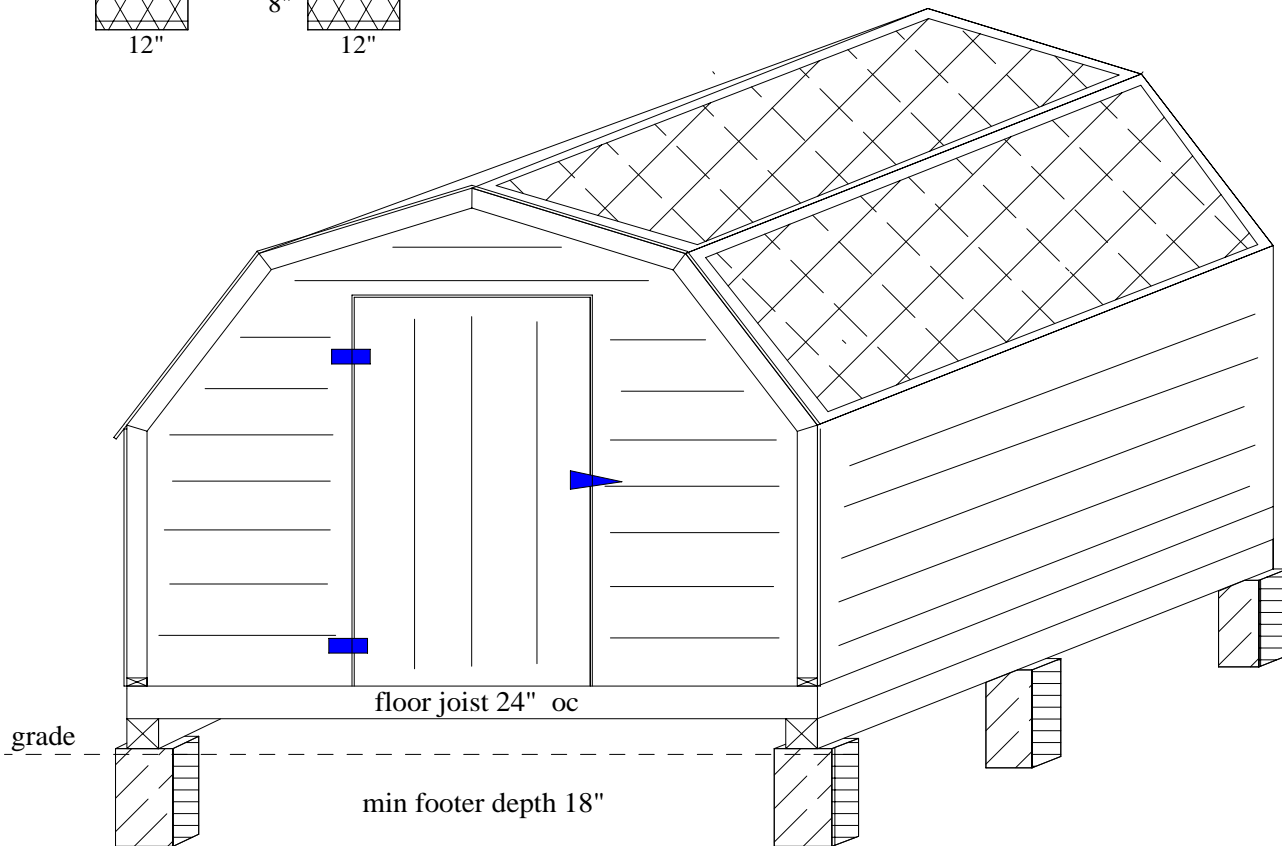 8"
12" 12"
floor joist 24" oc
grade
min footer depth 18"